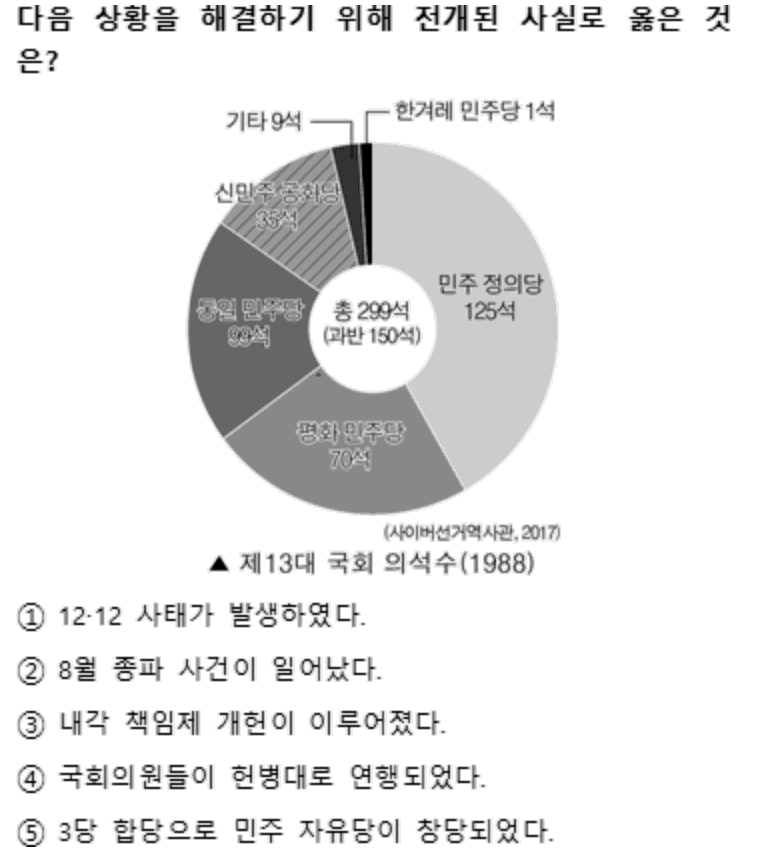 다음 상황을 해결하기 위해 전개된 사실로 옳은 것
은?
기타 9석
한겨레 민주당 1석
신민주 공화당
35석
민주 정의당
125석
통일 민주당
99석
총 299석
(과반 150석)
평화 민주당
70석
(사이버선거역사관, 2017)
▲ 제13대 국회 의석수(1988)
① 12·12 사태가 발생하였다.
② 8월 종파 사건이 일어났다.
③ 내각 책임제 개헌이 이루어졌다.
④ 국회의원들이 헌병대로 연행되었다.
⑤ 3당 합당으로 민주 자유당이 창당되었다.